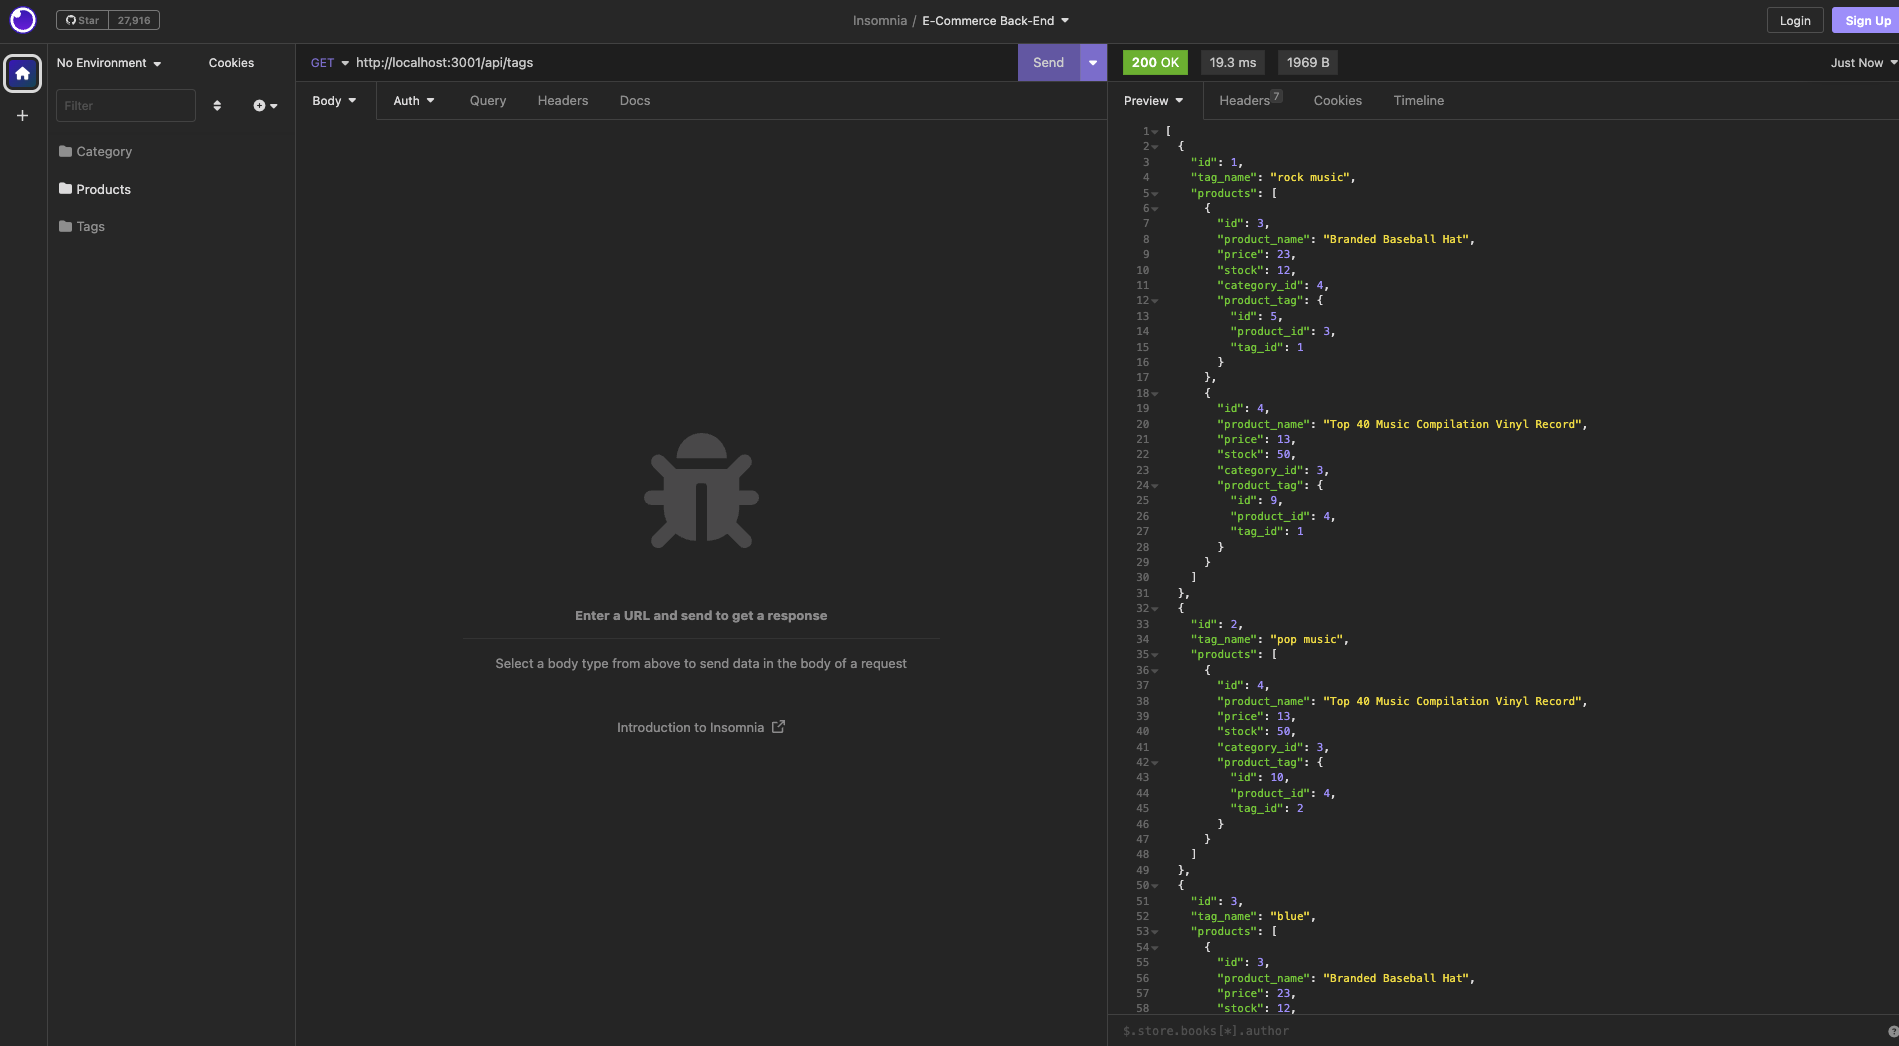 Star 27,916
Insomnia / E-Commerce Back-End
Login
Sign Up
No Environment
Cookies
Filter
Category
Products
Tags
GET http://localhost:3001/api/tags
Send
Body
Auth
Query
Headers
Docs
Enter a URL and send to get a response
Select a body type from above to send data in the body of a request
Introduction to Insomnia
200 OK
19.3 ms
1969 B
Just Now
Preview
Headers 7
Cookies
Timeline
1 [
2 {
3 "id": 1,
4 "tag_name": "rock music",
5 "products": [
6 {
7 "id": 3,
8 "product_name": "Branded Baseball Hat",
9 "price": 23,
10 "stock": 12,
11 "category_id": 4,
12 "product_tag": {
13 "id": 5,
14 "product_id": 3,
15 "tag_id": 1
16 }
17 },
18 {
19 "id": 4,
20 "product_name": "Top 40 Music Compilation Vinyl Record",
21 "price": 13,
22 "stock": 50,
23 "category_id": 3,
24 "product_tag": {
25 "id": 9,
26 "product_id": 4,
27 "tag_id": 1
28 }
29 }
30 ]
31 },
32 {
33 "id": 2,
34 "tag_name": "pop music",
35 "products": [
36 {
37 "id": 4,
38 "product_name": "Top 40 Music Compilation Vinyl Record",
39 "price": 13,
40 "stock": 50,
41 "category_id": 3,
42 "product_tag": {
43 "id": 10,
44 "product_id": 4,
45 "tag_id": 2
46 }
47 }
48 ]
49 },
50 {
51 "id": 3,
52 "tag_name": "blue",
53 "products": [
54 {
55 "id": 3,
56 "product_name": "Branded Baseball Hat",
57 "price": 23,
58 "stock": 12,
$.store.books[*].author